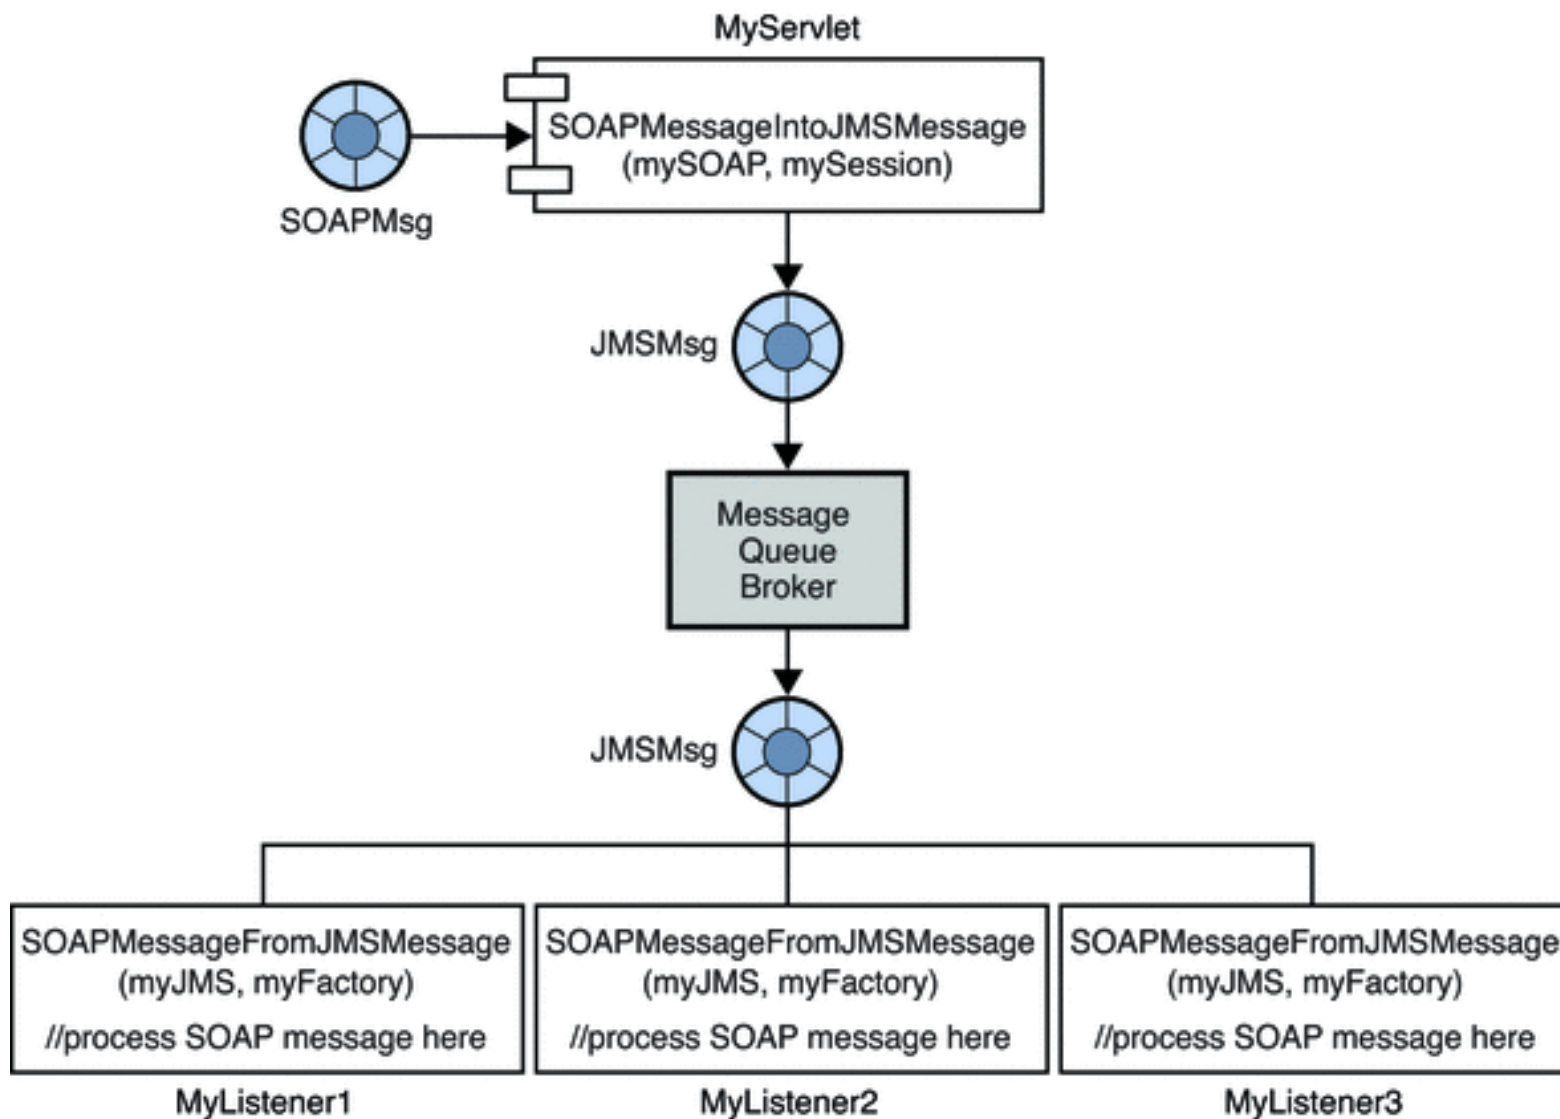 MyServlet
SOAPMessageIntoJMSMessage
(mySOAP, mySession)
SOAPMsg
JMSMsg
Message
Queue
Broker
JMSMsg
SOAPMessageFromJMSMessage
(myJMS, myFactory)
//process SOAP message here
MyListener1
SOAPMessageFromJMSMessage
(myJMS, myFactory)
//process SOAP message here
MyListener2
SOAPMessageFromJMSMessage
(myJMS, myFactory)
//process SOAP message here
MyListener3